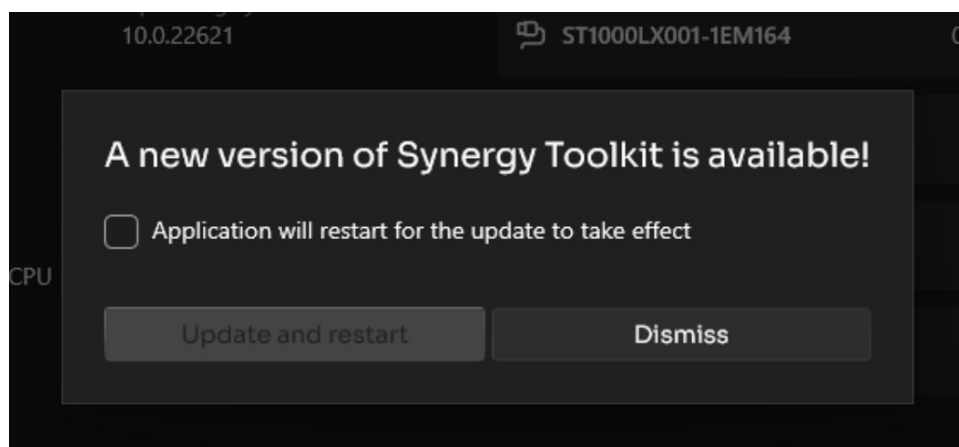 10.0.22621
ST1000LX001-1EM164
A new version of Synergy Toolkit is available!
Application will restart for the update to take effect
CPU
Update and restart
Dismiss